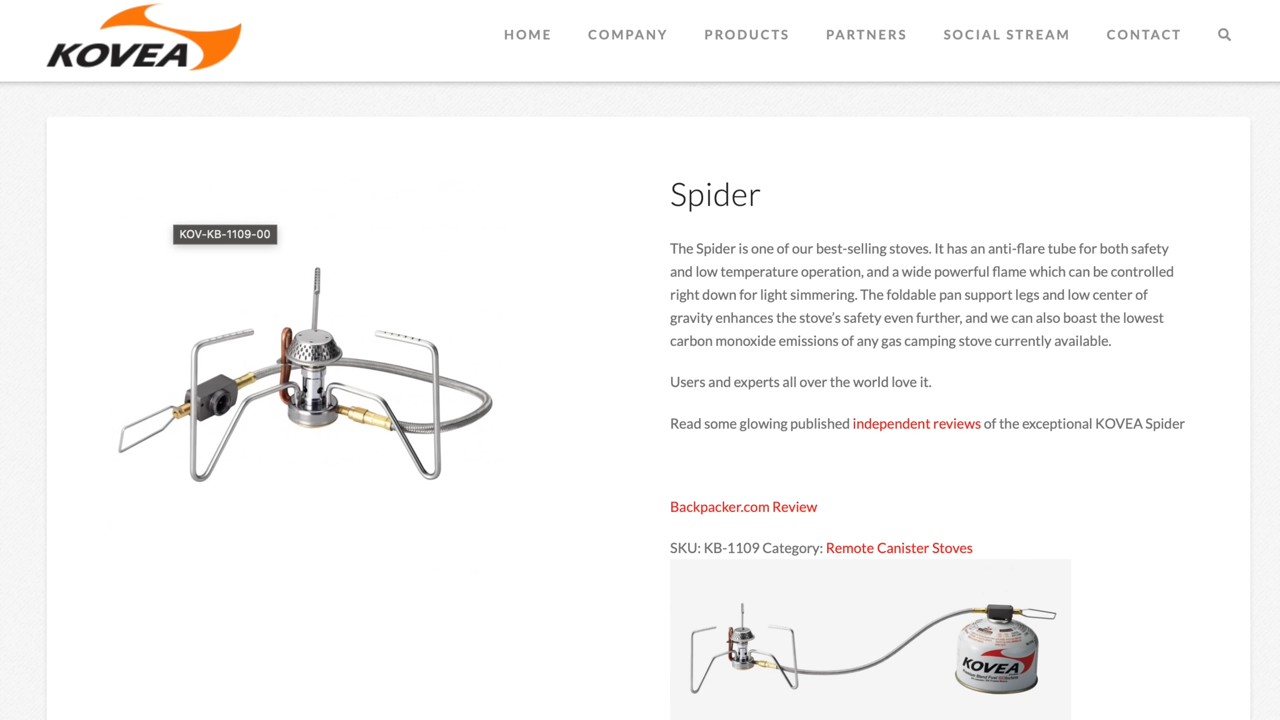 KOVEA
HOME COMPANY PRODUCTS PARTNERS SOCIAL STREAM CONTACT
KOV-KB-1109-00
Spider
The Spider is one of our best-selling stoves. It has an anti-flare tube for both safety
and low temperature operation, and a wide powerful flame which can be controlled
right down for light simmering. The foldable pan support legs and low center of
gravity enhances the stove's safety even further, and we can also boast the lowest
carbon monoxide emissions of any gas camping stove currently available.
Users and experts all over the world love it.
Read some glowing published independent reviews of the exceptional KOVEA Spider
Backpacker.com Review
SKU: KB-1109 Category: Remote Canister Stoves
KOVEA